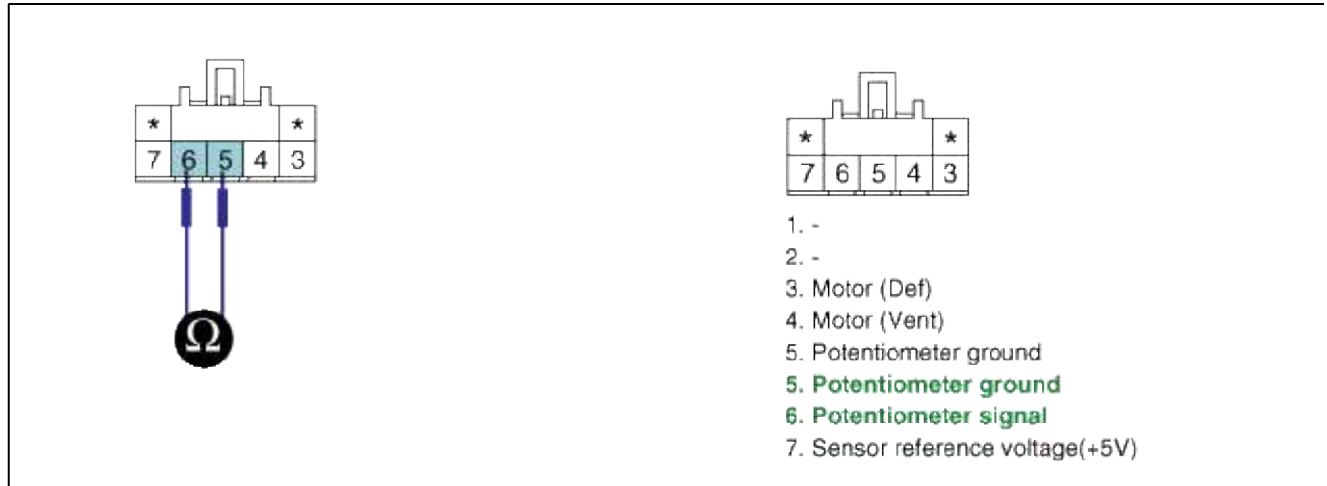 * *
7 6 5 4 3
Ω
* *
7 6 5 4 3
1. -
2. -
3. Motor (Def)
4. Motor (Vent)
5. Potentiometer ground
5. Potentiometer ground
6. Potentiometer signal
7. Sensor reference voltage(+5V)